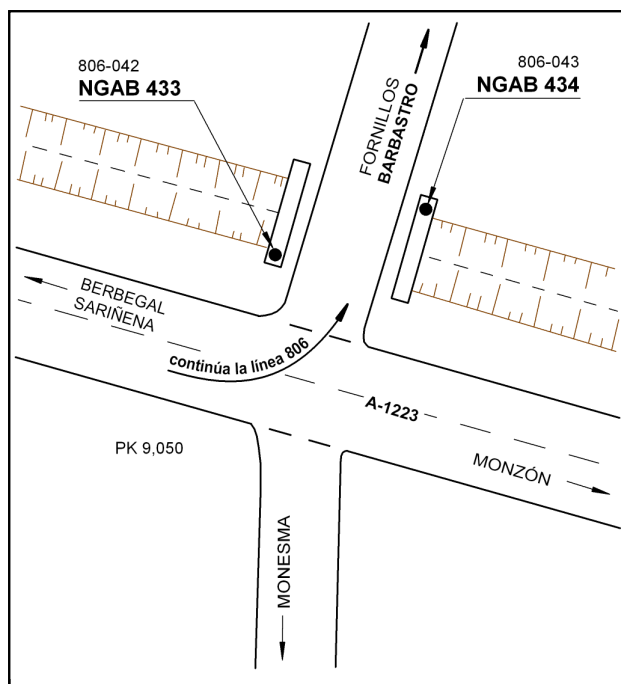 806-042
NGAB 433
806-043
NGAB 434
FORNILLOS
BARBASTRO
BERBEGAL
SARIÑENA
continúa la línea 806
A-1223
PK 9,050
MONZÓN
MONESMA